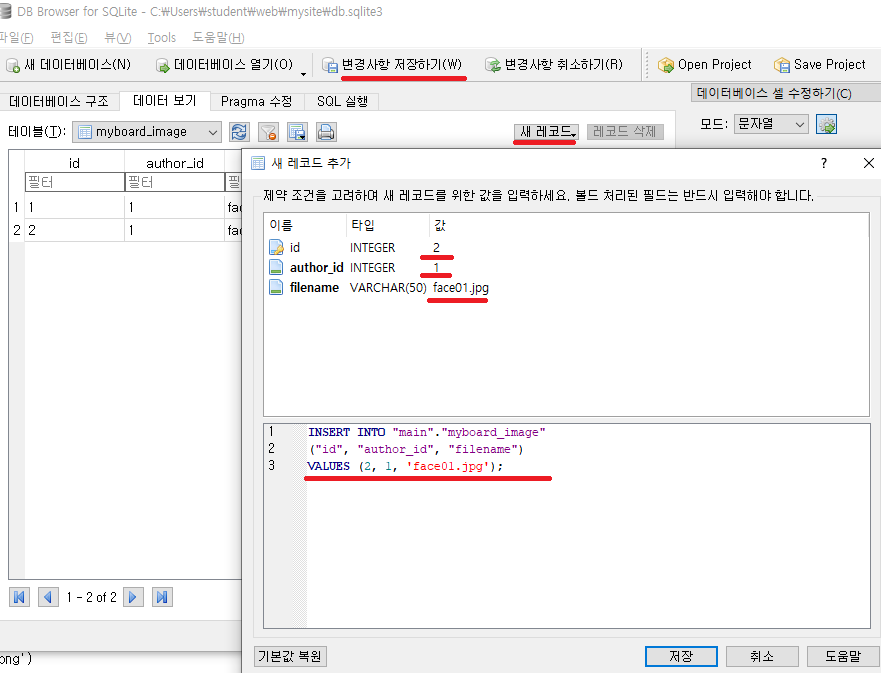 DB Browser for SQLite - C:₩Users₩student₩web₩mysite₩db.sqlite3
파일(F) 편집(E) 뷰(V) Tools 도움말(H)
새 데이터베이스(N) 데이터베이스 열기(O) 변경사항 저장하기(W) 변경사항 취소하기(R) Open Project Save Project
데이터베이스 구조 데이터 보기 Pragma 수정 SQL 실행 데이터베이스 셀 수정하기(C)
테이블(T): myboard_image 새 레코드 레코드 삭제 모드: 문자열
id author_id
필터 필터 필
1 1 1 fac
2 2 1 fac
1 - 2 of 2
ong')
새 레코드 추가 ?
제약 조건을 고려하여 새 레코드를 위한 값을 입력하세요. 볼드 처리된 필드는 반드시 입력해야 합니다.
이름 타입 값
id INTEGER 2
author_id INTEGER 1
filename VARCHAR(50) face01.jpg
1 INSERT INTO "main"."myboard_image"
2 ("id", "author_id", "filename")
3 VALUES (2, 1, 'face01.jpg');
기본값 복원 저장 취소 도움말